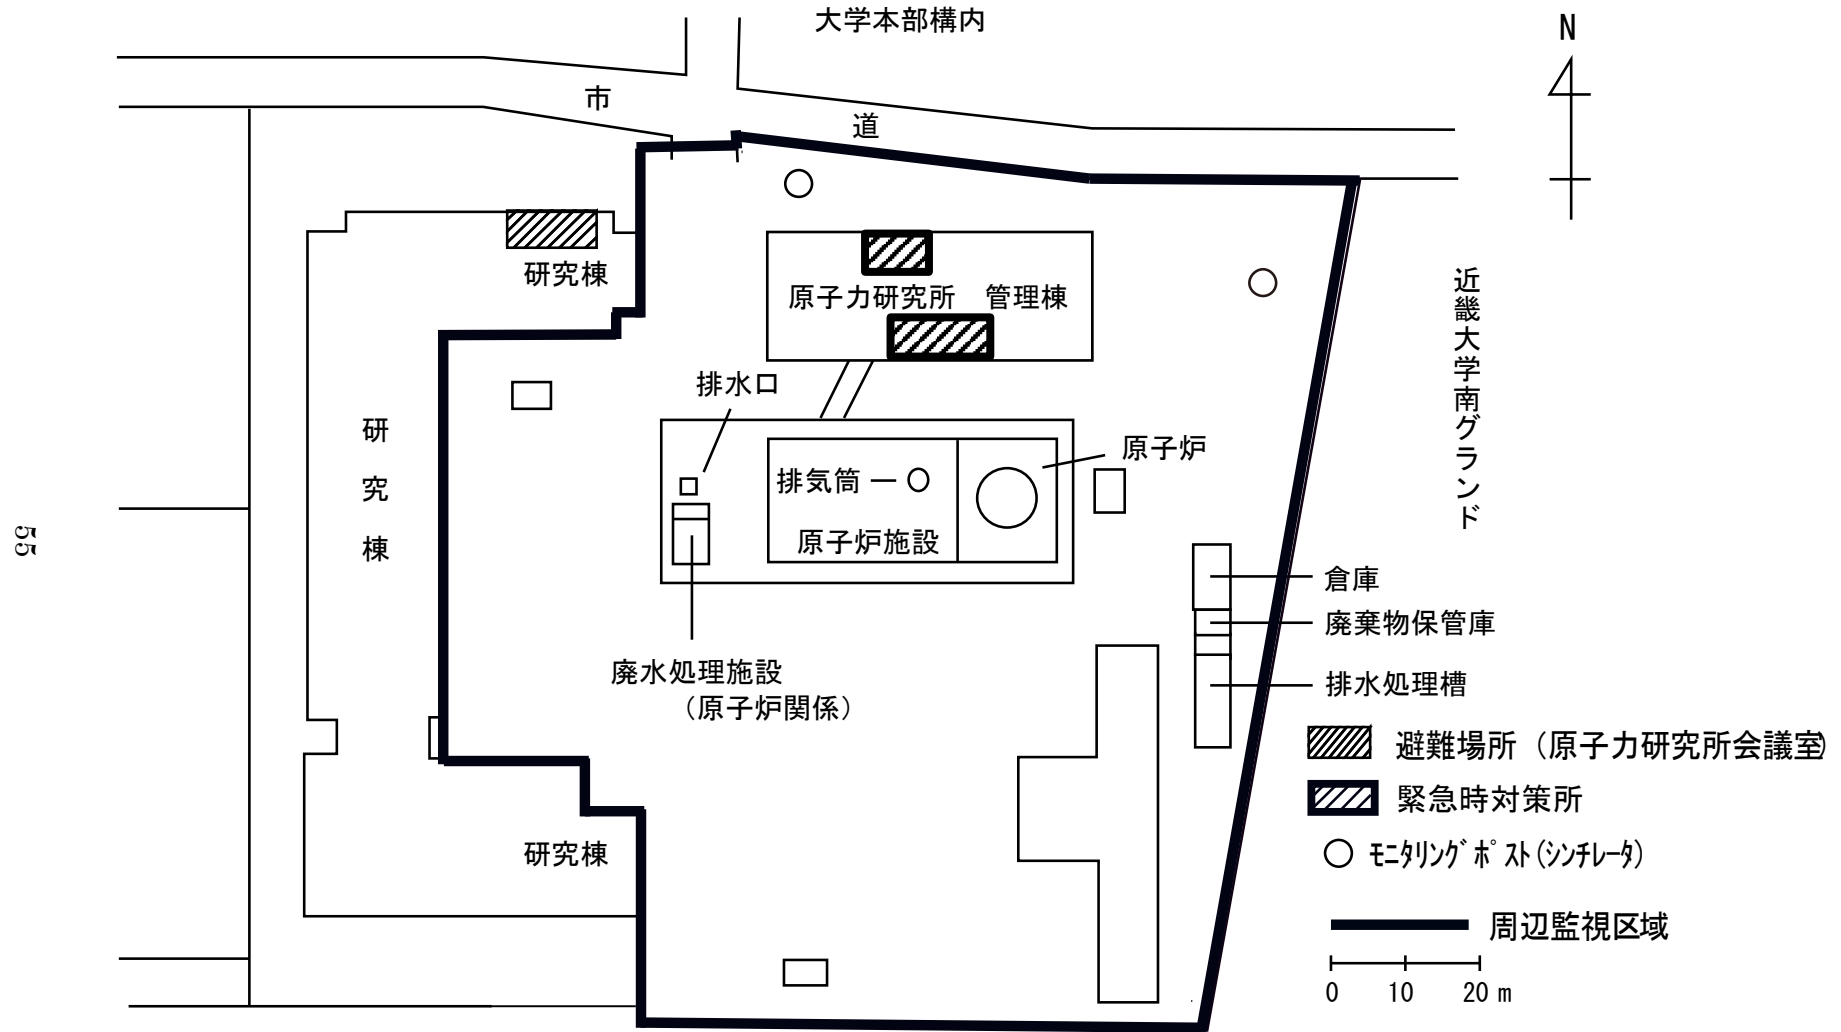 大学本部構内
N
市
道
研究棟
原子力研究所　管理棟
近畿大学南グランド
排水口
研究棟
原子炉
排気筒
原子炉施設
55
倉庫
廃棄物保管庫
廃水処理施設
（原子炉関係）
排水処理槽
避難場所（原子力研究所会議室）
緊急時対策所
研究棟
モニタリングポスト(シンチレータ)
周辺監視区域
0 10 20 m